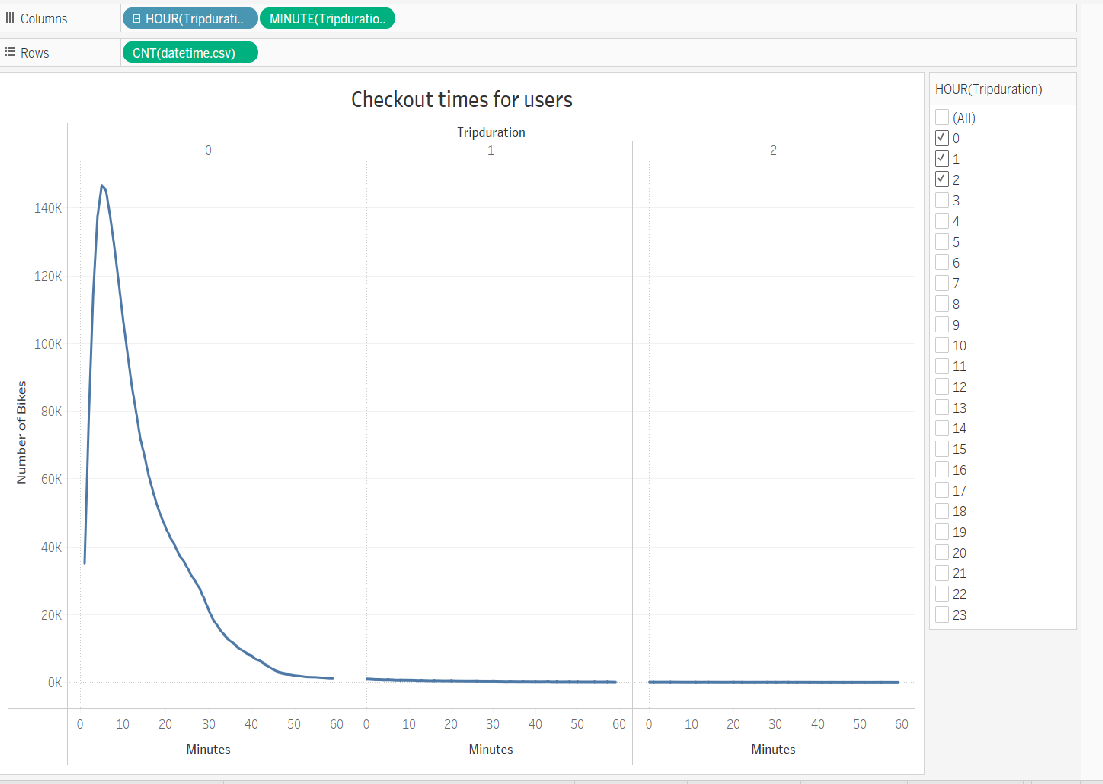 Columns
HOUR(Tripdurati..
MINUTE(Tripduratio..
Rows
CNT(datetime.csv)
Checkout times for users
Tripduration
0 1 2
Number of Bikes
140K
120K
100K
80K
60K
40K
20K
0K
0 10 20 30 40 50 60 0 10 20 30 40 50 60 0 10 20 30 40 50 60
Minutes Minutes Minutes
HOUR(Tripduration)
(All)
0
1
2
3
4
5
6
7
8
9
10
11
12
13
14
15
16
17
18
19
20
21
22
23